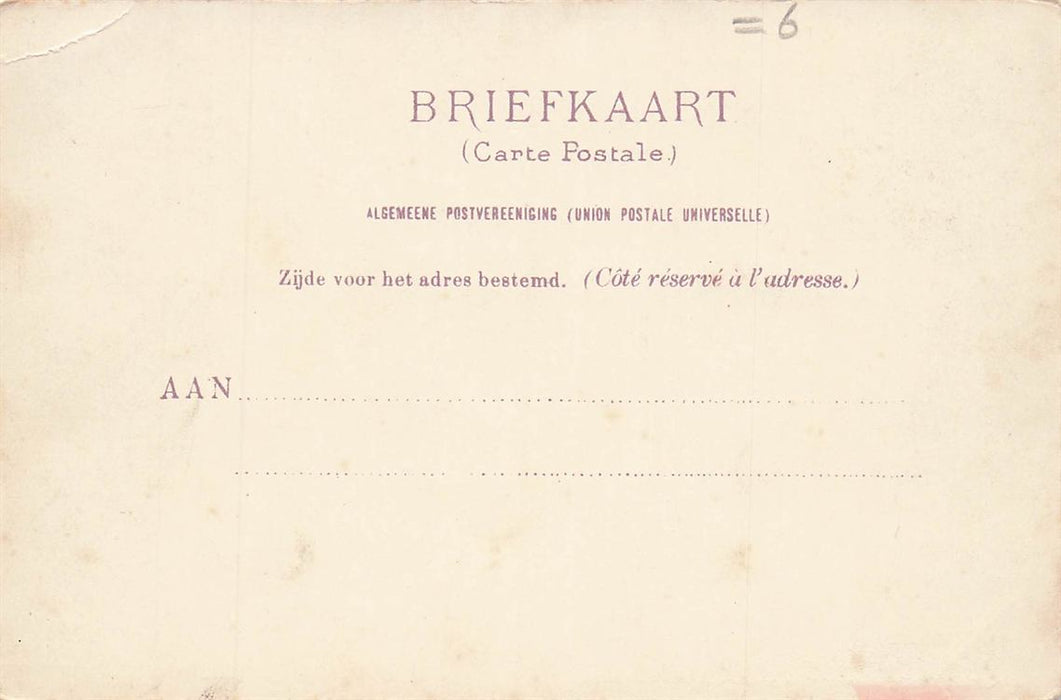 = 6
BRIEFKAART
(Carte Postale.)
ALGEMEENE POSTVEREENIGING (UNION POSTALE UNIVERSELLE)
Zijde voor het adres bestemd. (Côté réservé à l'adresse.)
AAN